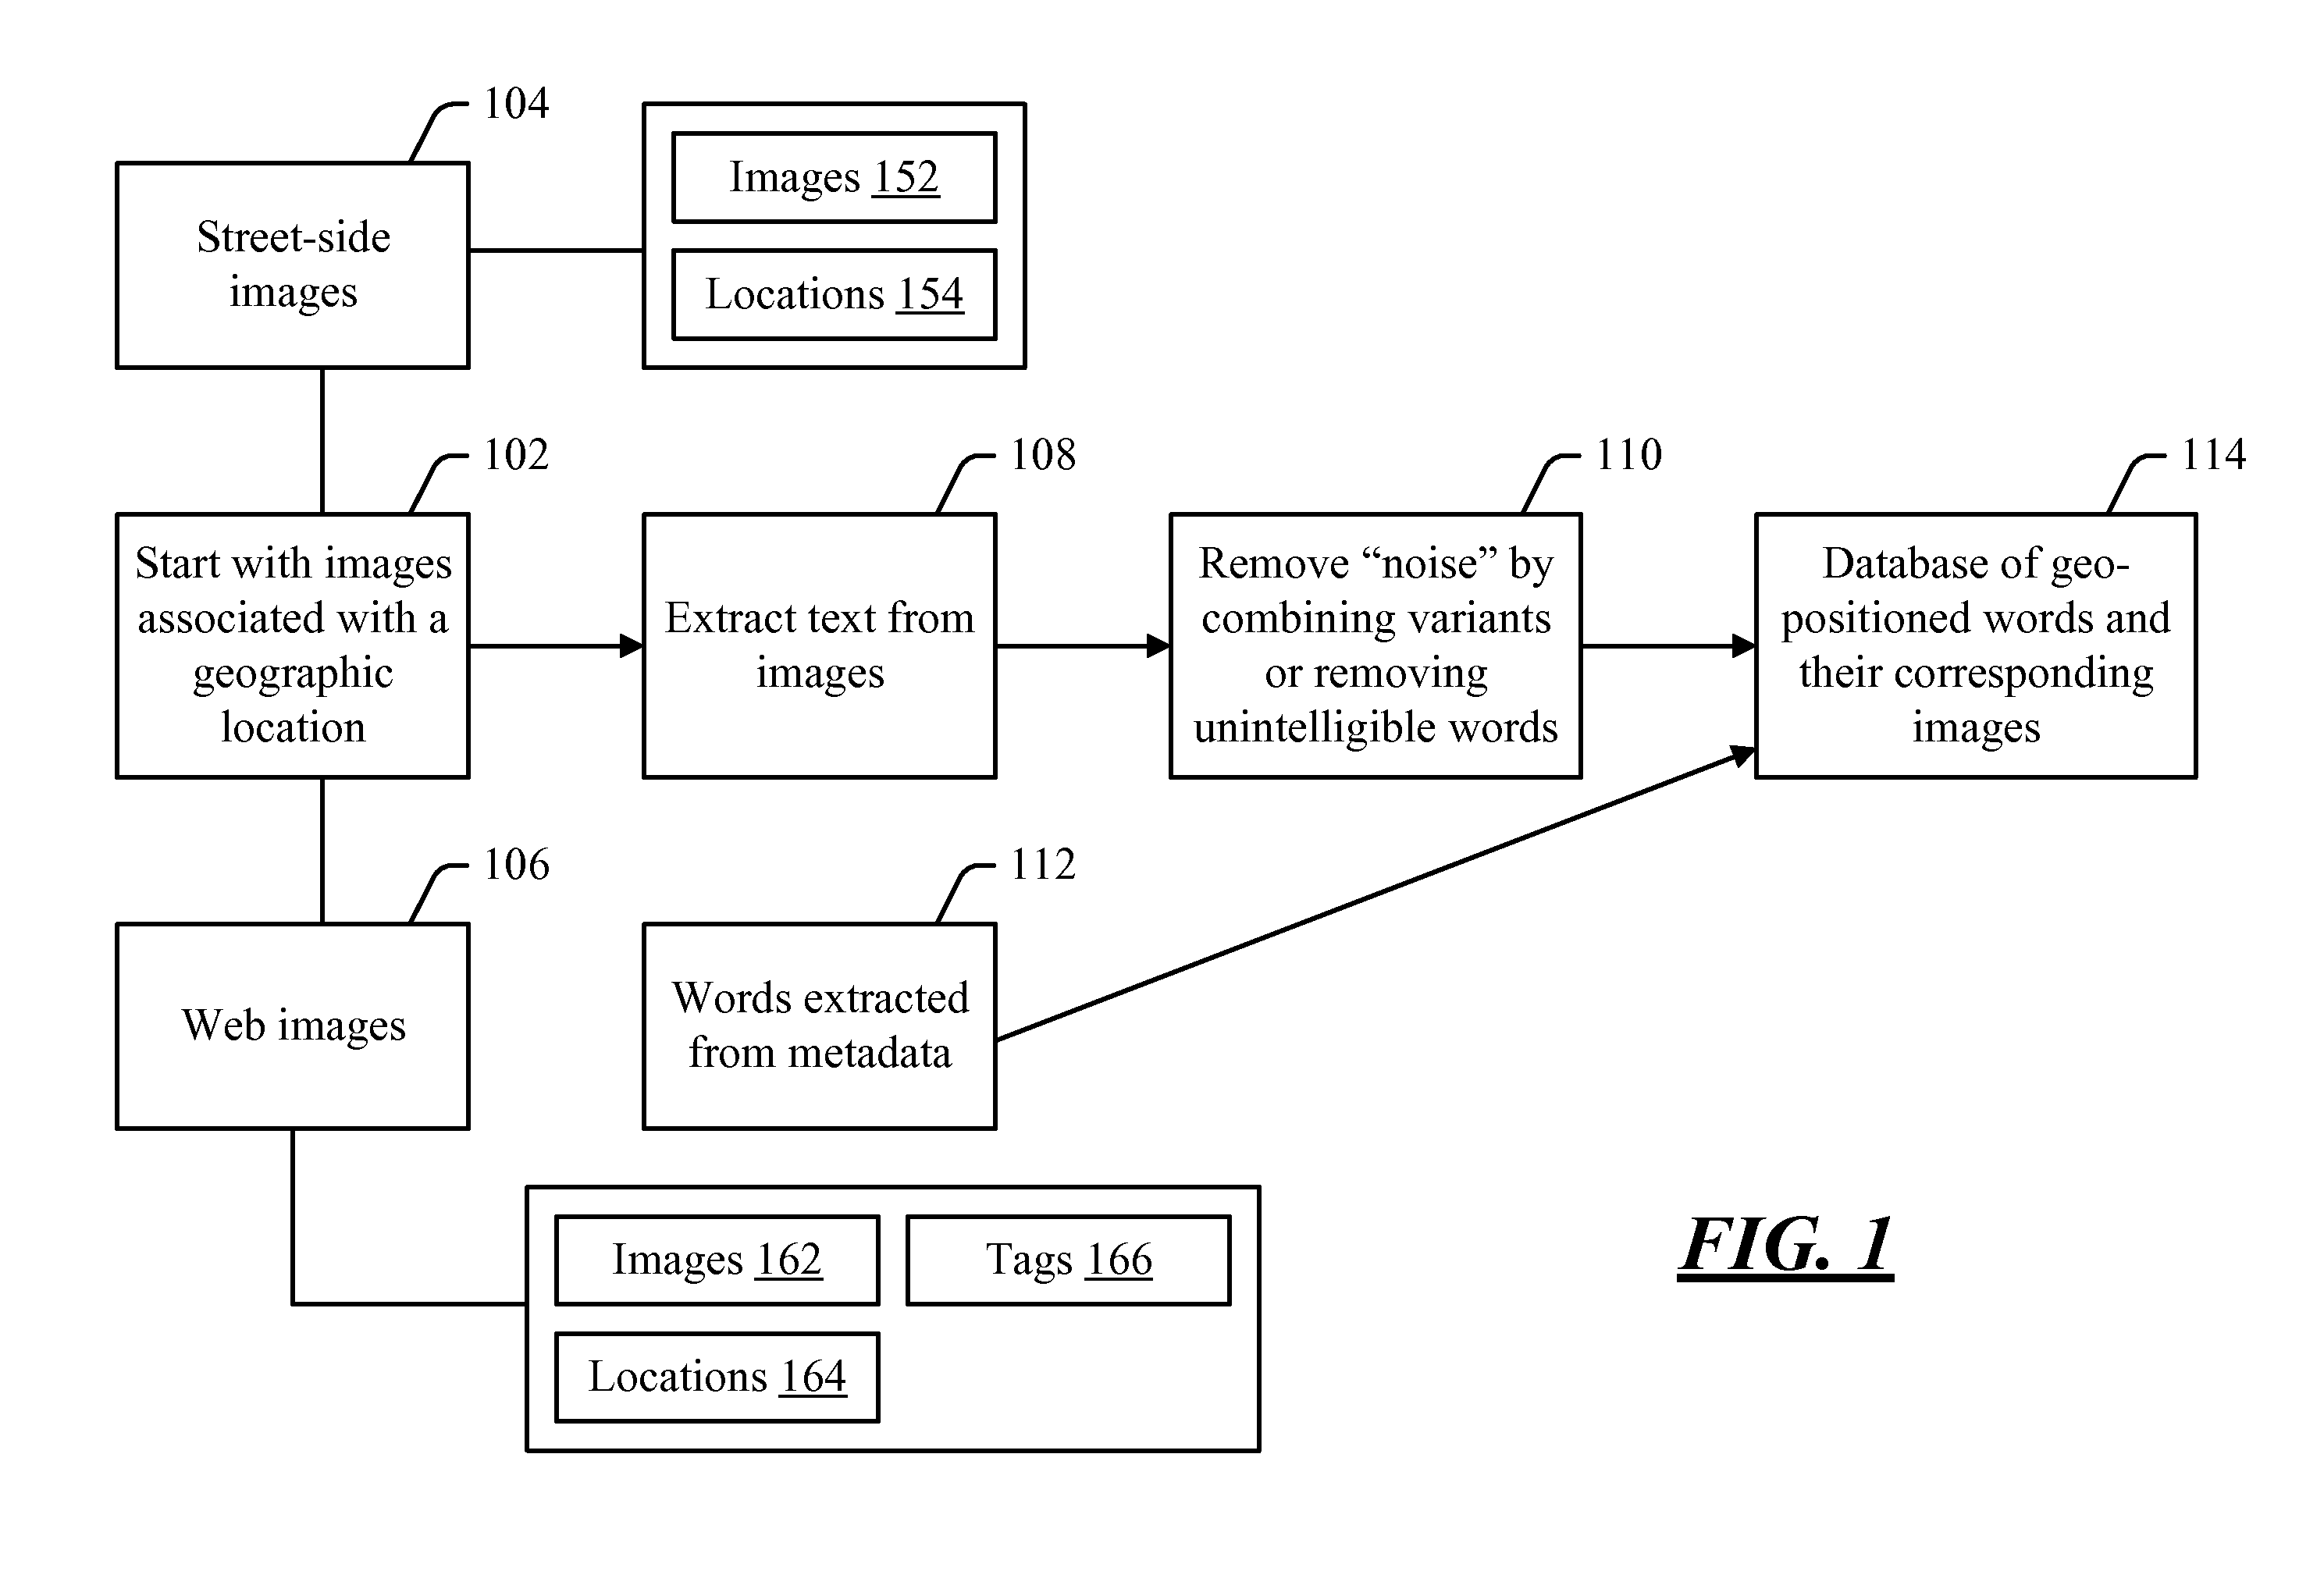 104
Street-side
images
Images 152
Locations 154
102
Start with images
associated with a
geographic
location
108
Extract text from
images
110
Remove “noise” by
combining variants
or removing
unintelligible words
114
Database of geo-
positioned words and
their corresponding
images
106
Web images
112
Words extracted
from metadata
Images 162
Tags 166
Locations 164
FIG. 1